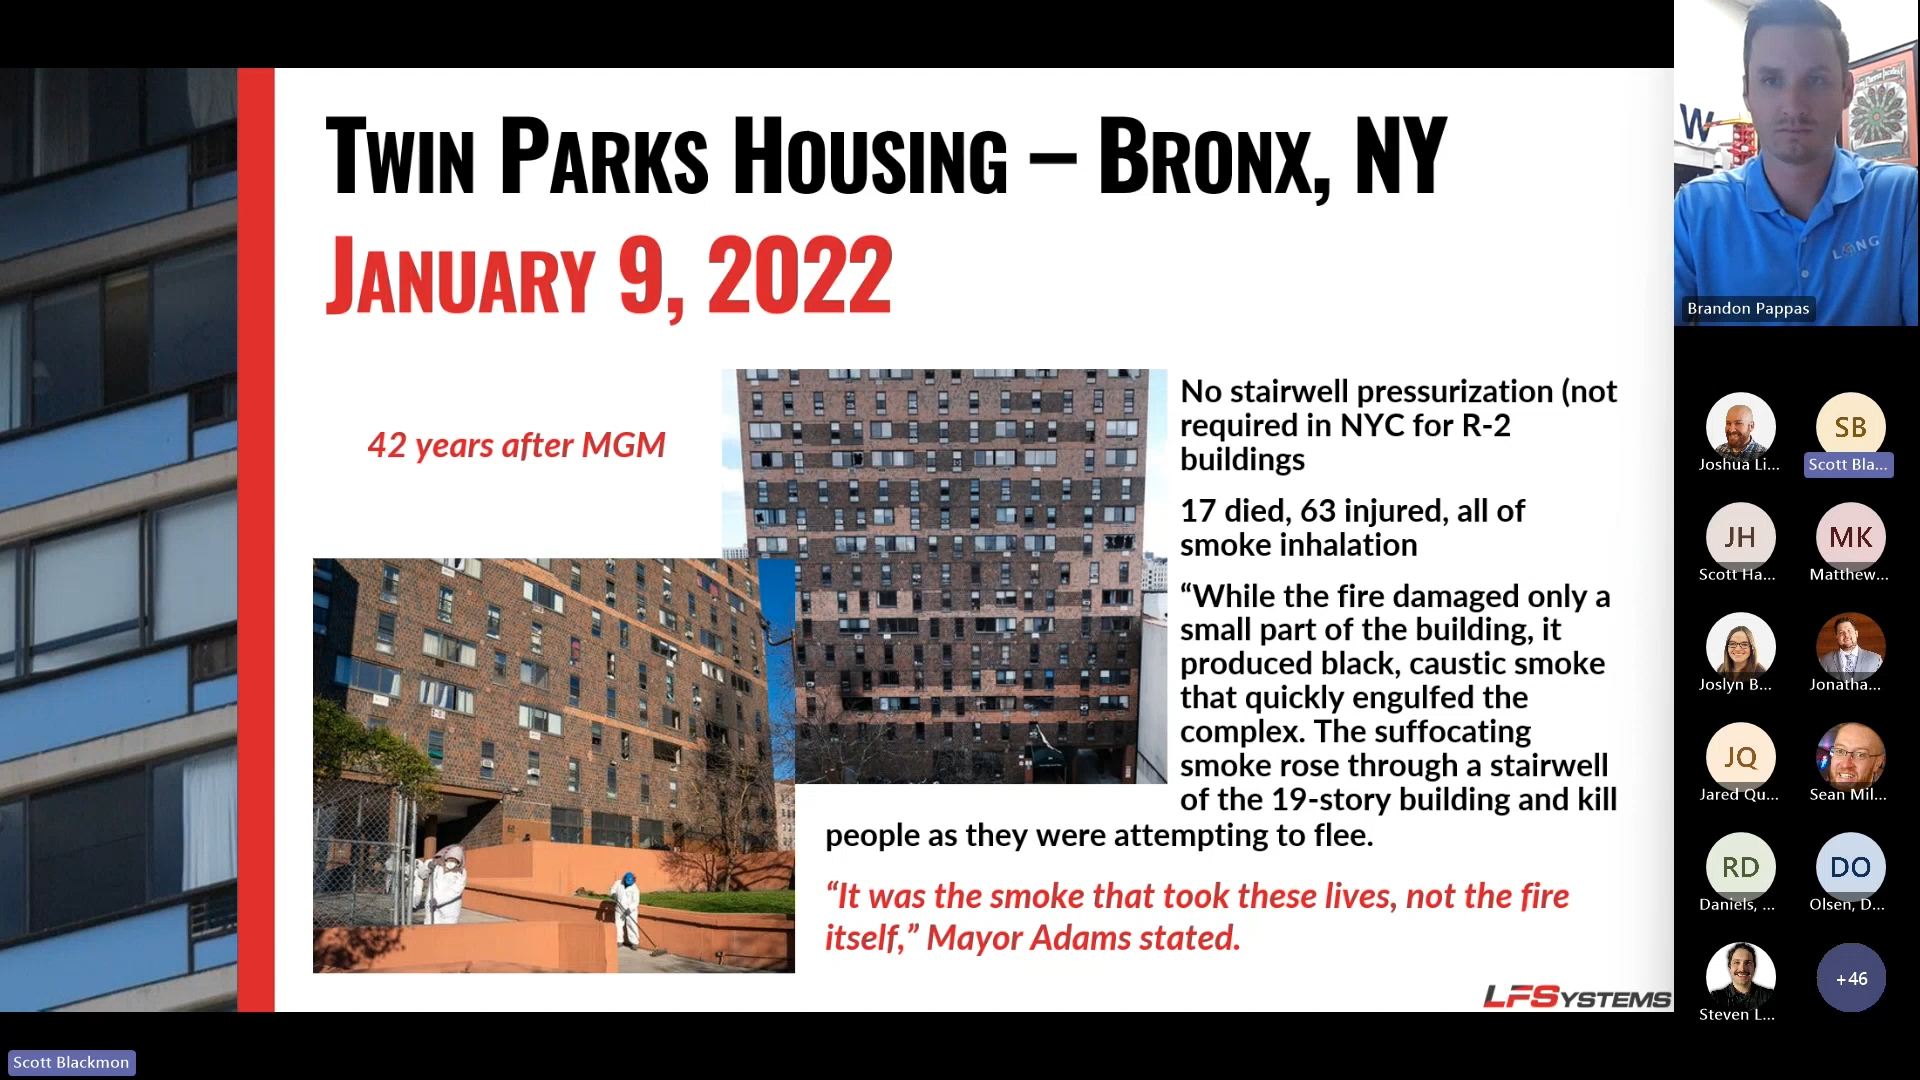 TWIN PARKS HOUSING – BRONX, NY
JANUARY 9, 2022
42 years after MGM
No stairwell pressurization (not
required in NYC for R-2
buildings
17 died, 63 injured, all of
smoke inhalation
“While the fire damaged only a
small part of the building, it
produced black, caustic smoke
that quickly engulfed the
complex. The suffocating
smoke rose through a stairwell
of the 19-story building and kill
people as they were attempting to flee.
“It was the smoke that took these lives, not the fire
itself,” Mayor Adams stated.
LFSYSTEMS
Scott Blackmon
W
LONG
Brandon Pappas
Joshua Li...
SB
Scott Bla...
JH
Scott Ha...
MK
Matthew...
Joslyn B...
Jonatha...
JQ
Jared Qu...
Sean Mil...
RD
Daniels, ...
DO
Olsen, D...
Steven L...
+46